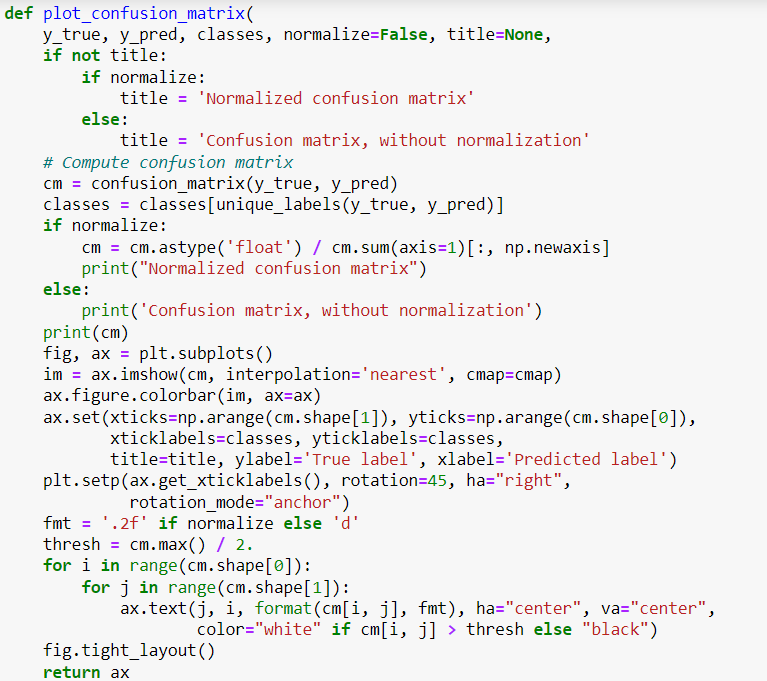 def plot_confusion_matrix(
    y_true, y_pred, classes, normalize=False, title=None,
    if not title:
        if normalize:
            title = 'Normalized confusion matrix'
        else:
            title = 'Confusion matrix, without normalization'
    # Compute confusion matrix
    cm = confusion_matrix(y_true, y_pred)
    classes = classes[unique_labels(y_true, y_pred)]
    if normalize:
        cm = cm.astype('float') / cm.sum(axis=1)[:, np.newaxis]
        print("Normalized confusion matrix")
    else:
        print('Confusion matrix, without normalization')
    print(cm)
    fig, ax = plt.subplots()
    im = ax.imshow(cm, interpolation='nearest', cmap=cmap)
    ax.figure.colorbar(im, ax=ax)
    ax.set(xticks=np.arange(cm.shape[1]), yticks=np.arange(cm.shape[0]),
           xticklabels=classes, yticklabels=classes,
           title=title, ylabel='True label', xlabel='Predicted label')
    plt.setp(ax.get_xticklabels(), rotation=45, ha="right",
             rotation_mode="anchor")
    fmt = '.2f' if normalize else 'd'
    thresh = cm.max() / 2.
    for i in range(cm.shape[0]):
        for j in range(cm.shape[1]):
            ax.text(j, i, format(cm[i, j], fmt), ha="center", va="center",
                    color="white" if cm[i, j] > thresh else "black")
    fig.tight_layout()
    return ax